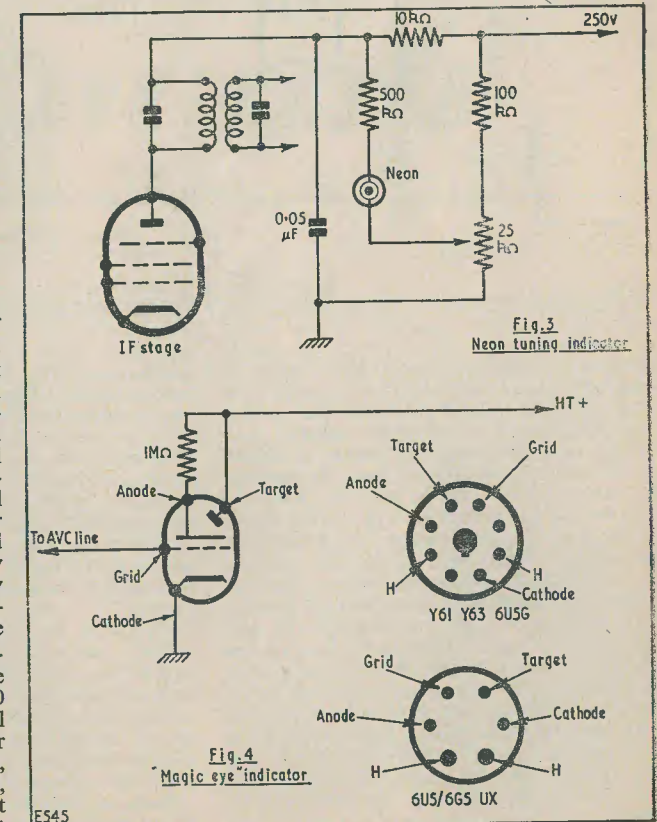 10kΩ
250v
500
kΩ
100
kΩ
Neon
0·05
μF
25
kΩ
IF stage
Fig.3
Neon tuning indicator
HT+
1MΩ
Anode
Target
To AVC line
Grid
Cathode
Target
Grid
Anode
H
H
Cathode
Y61 Y63 6U5G
Grid
Target
Anode
Cathode
H
H
6U5/6G5 UX
Fig.4
"Magic eye" indicator
E545